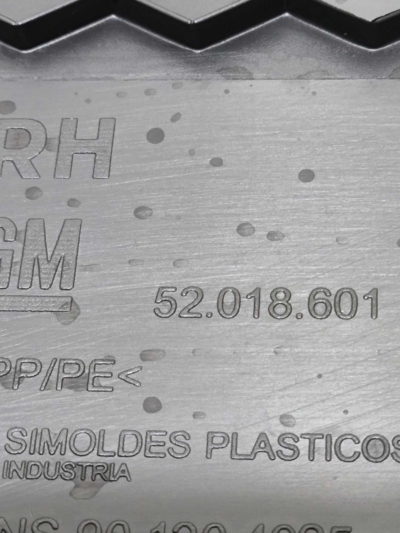 RH
GM
52.018.601
PP/PE<
SIMOLDES PLASTICOS
INDUSTRIA